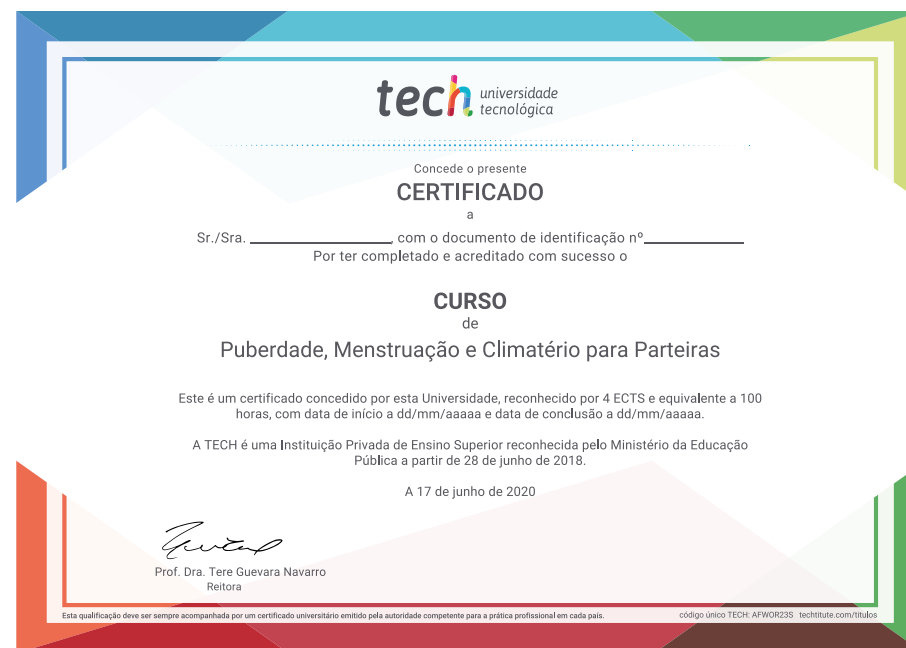 tech universidade
tecnológica
Concede o presente
CERTIFICADO
a
Sr./Sra. ____________________, com o documento de identificação nº______________
Por ter completado e acreditado com sucesso o
CURSO
de
Puberdade, Menstruação e Climatério para Parteiras
Este é um certificado concedido por esta Universidade, reconhecido por 4 ECTS e equivalente a 100
horas, com data de início a dd/mm/aaaaa e data de conclusão a dd/mm/aaaaa.
A TECH é uma Instituição Privada de Ensino Superior reconhecida pelo Ministério da Educação
Pública a partir de 28 de junho de 2018.
A 17 de junho de 2020
Prof. Dra. Tere Guevara Navarro
Reitora
Esta qualificação deve ser sempre acompanhada por um certificado universitário emitido pela autoridade competente para a prática profissional em cada país.
código único TECH: AFWOR23S techtitute.com/titulos